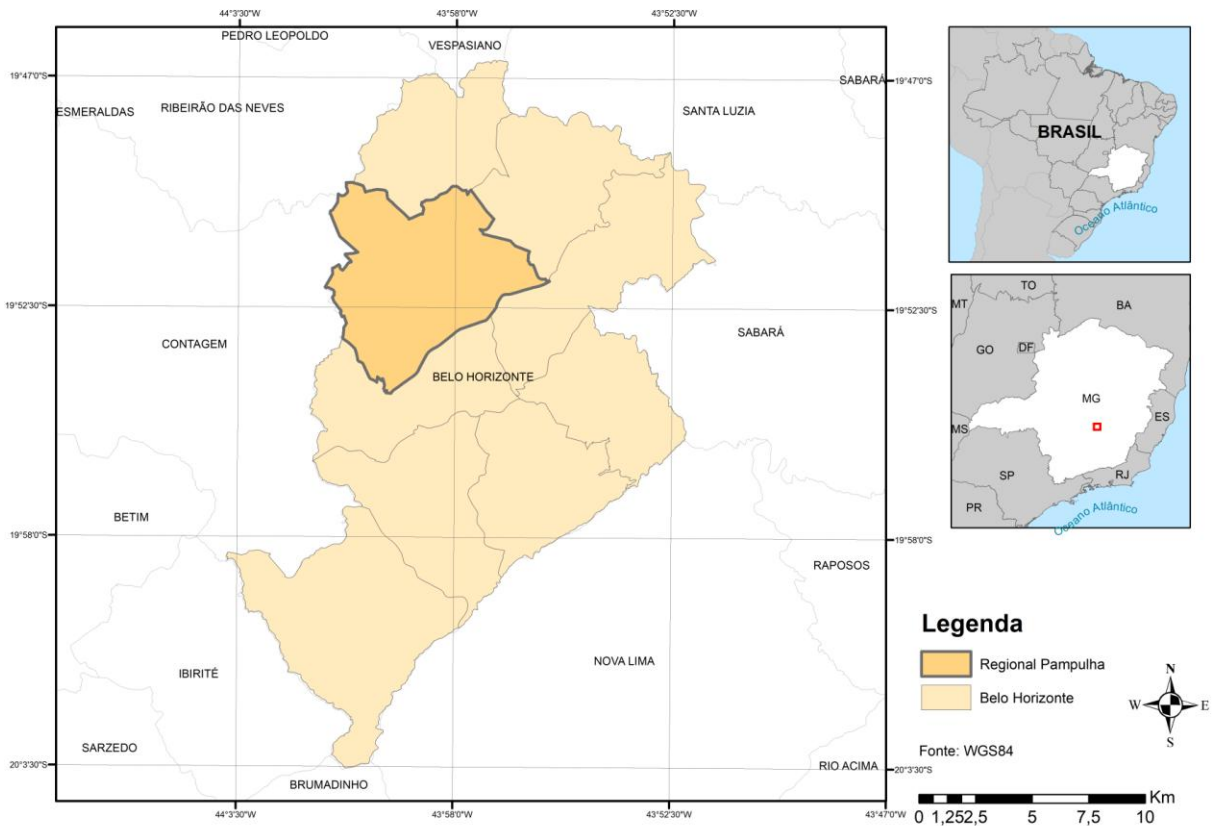 44°3'30"W
43°58'0"W
43°52'30"W
PEDRO LEOPOLDO
VESPASIANO
19°47'0"S
SABARÁ
19°47'0"S
ESMERALDAS
RIBEIRÃO DAS NEVES
SANTA LUZIA
19°52'30"S
19°52'30"S
CONTAGEM
SABARÁ
BELO HORIZONTE
BETIM
19°58'0"S
19°58'0"S
RAPOSOS
IBIRITÉ
NOVA LIMA
SARZEDO
20°3'30"S
BRUMADINHO
RIO ACIMA
20°3'30"S
44°3'30"W
43°58'0"W
43°52'30"W
43°47'0"W
BRASIL
Oceano Atlântico
TO
MT
BA
GO
DF
MG
MS
ES
SP
RJ
PR
Oceano Atlântico
Legenda
Regional Pampulha
Belo Horizonte
N
W
E
S
Fonte: WGS84
Km
0 1,252,5 5 7,5 10